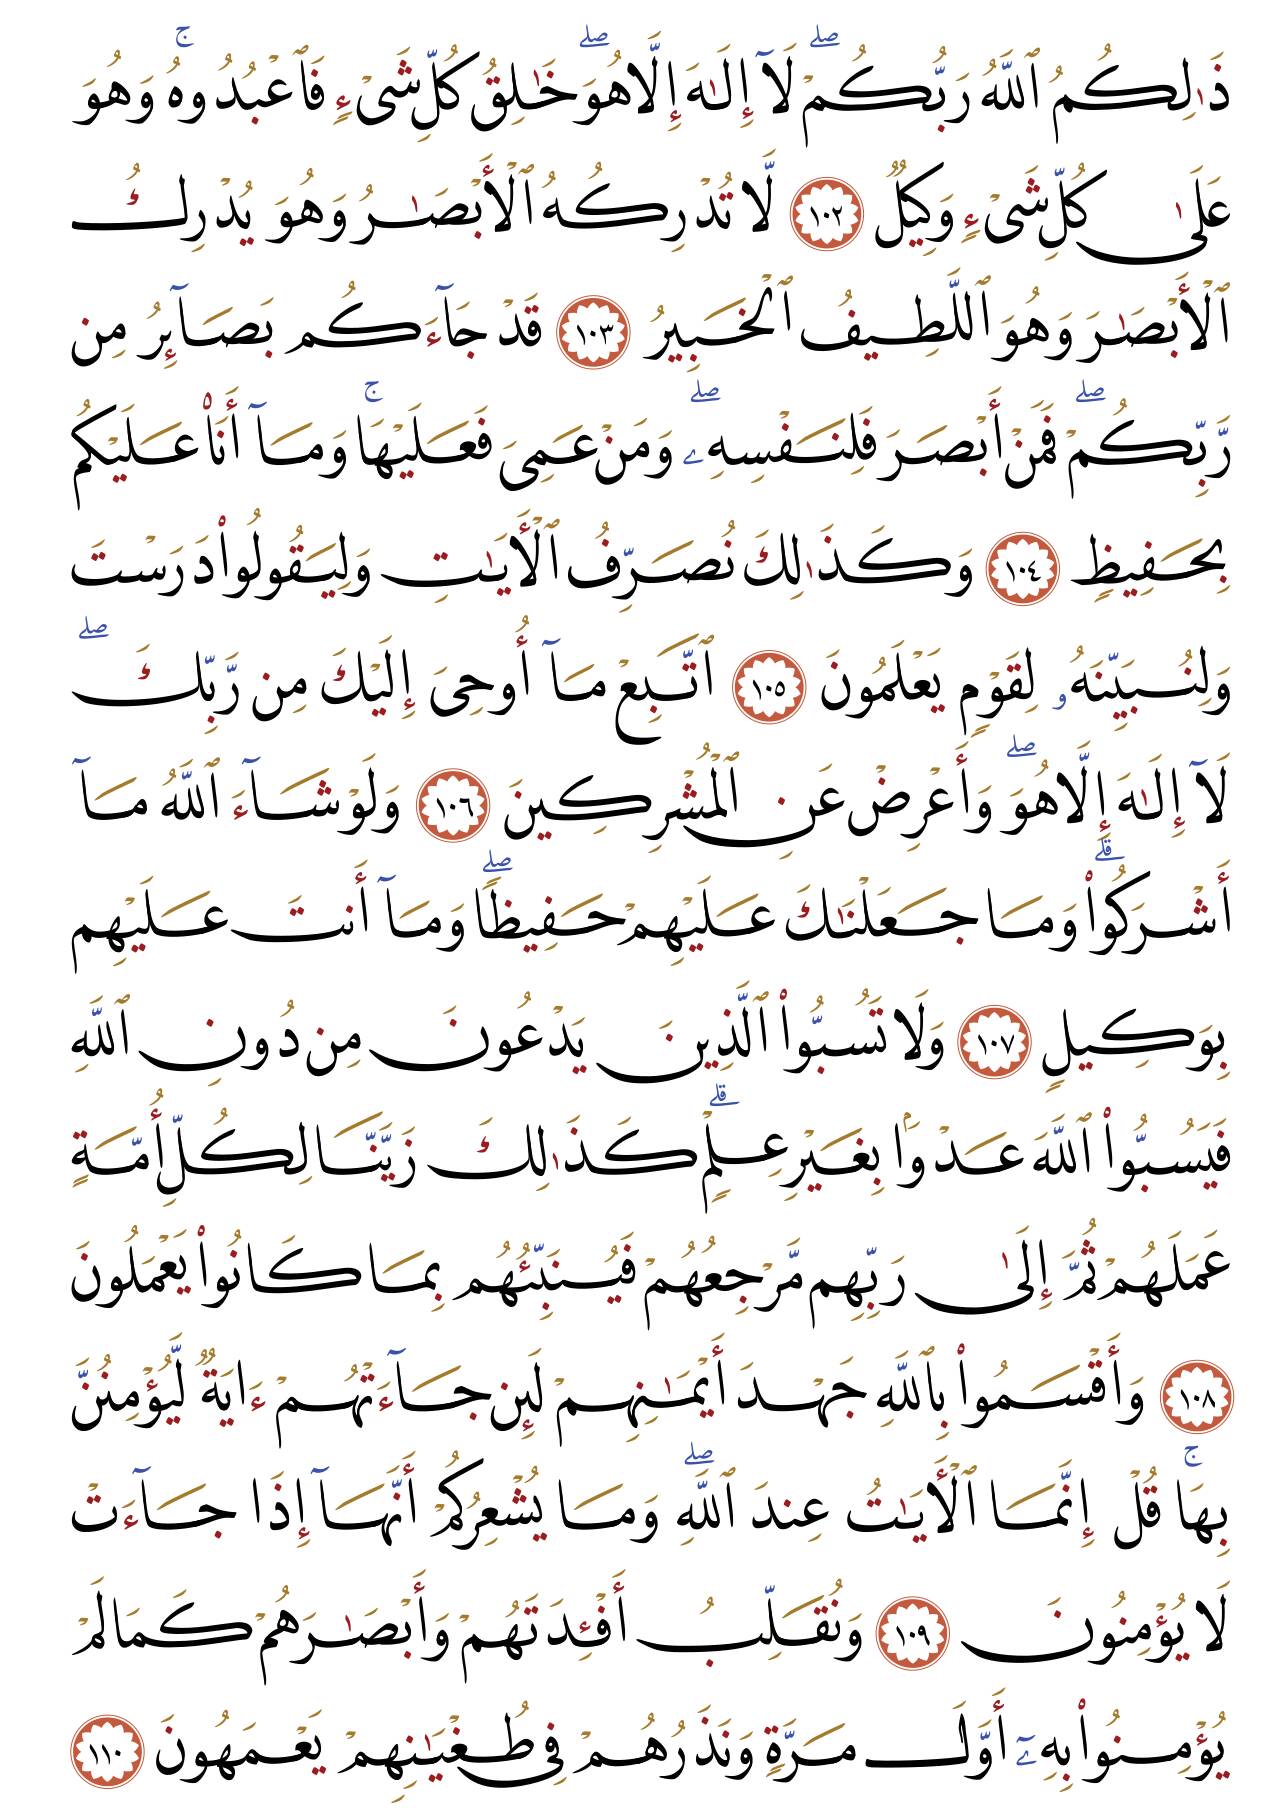 ذَٰلِكُمُ ٱللَّهُ رَبُّكُمْۖ لَآ إِلَـٰهَ إِلَّا هُوَۖ خَـٰلِقُ كُلِّ شَىْءٍ فَٱعْبُدُوهُۚ وَهُوَ
عَلَىٰ كُلِّ شَىْءٍ وَكِيلٌ ١٠٢ لَّا تُدْرِكُهُ ٱلْأَبْصَـٰرُ وَهُوَ يُدْرِكُ
ٱلْأَبْصَـٰرَ وَهُوَ ٱللَّطِيفُ ٱلْخَبِيرُ ١٠٣ قَدْ جَآءَكُم بَصَآئِرُ مِن
رَّبِّكُمْۖ فَمَنْ أَبْصَرَ فَلِنَفْسِهِۦۖ وَمَنْ عَمِىَ فَعَلَيْهَاۚ وَمَآ أَنَا۠ عَلَيْكُم
بِحَفِيظٍ ١٠٤ وَكَذَٰلِكَ نُصَرِّفُ ٱلْأَيَـٰتِ وَلِيَقُولُوا۟ دَرَسْتَ
وَلِنُبَيِّنَهُۥ لِقَوْمٍ يَعْلَمُونَ ١٠٥ ٱتَّبِعْ مَآ أُوحِىَ إِلَيْكَ مِن رَّبِّكَۖ
لَآ إِلَـٰهَ إِلَّا هُوَۖ وَأَعْرِضْ عَنِ ٱلْمُشْرِكِينَ ١٠٦ وَلَوْ شَآءَ ٱللَّهُ مَآ
أَشْرَكُوا۟ۗ وَمَا جَعَلْنَـٰكَ عَلَيْهِمْ حَفِيظًاۖ وَمَآ أَنتَ عَلَيْهِم
بِوَكِيلٍ ١٠٧ وَلَا تَسُبُّوا۟ ٱلَّذِينَ يَدْعُونَ مِن دُونِ ٱللَّهِ
فَيَسُبُّوا۟ ٱللَّهَ عَدْوًۢا بِغَيْرِ عِلْمٍۗ كَذَٰلِكَ زَيَّنَّا لِكُلِّ أُمَّةٍ
عَمَلَهُمْ ثُمَّ إِلَىٰ رَبِّهِم مَّرْجِعُهُمْ فَيُنَبِّئُهُم بِمَا كَانُوا۟ يَعْمَلُونَ
١٠٨ وَأَقْسَمُوا۟ بِٱللَّهِ جَهْدَ أَيْمَـٰنِهِمْ لَئِن جَآءَتْهُمْ ءَايَةٌ لَّيُؤْمِنُنَّ
بِهَاۚ قُلْ إِنَّمَا ٱلْأَيَـٰتُ عِندَ ٱللَّهِۖ وَمَا يُشْعِرُكُمْ أَنَّهَآ إِذَا جَآءَتْ
لَا يُؤْمِنُونَ ١٠٩ وَنُقَلِّبُ أَفْـِٔدَتَهُمْ وَأَبْصَـٰرَهُمْ كَمَا لَمْ
يُؤْمِنُوا۟ بِهِۦٓ أَوَّلَ مَرَّةٍ وَنَذَرُهُمْ فِى طُغْيَـٰنِهِمْ يَعْمَهُونَ ١١٠